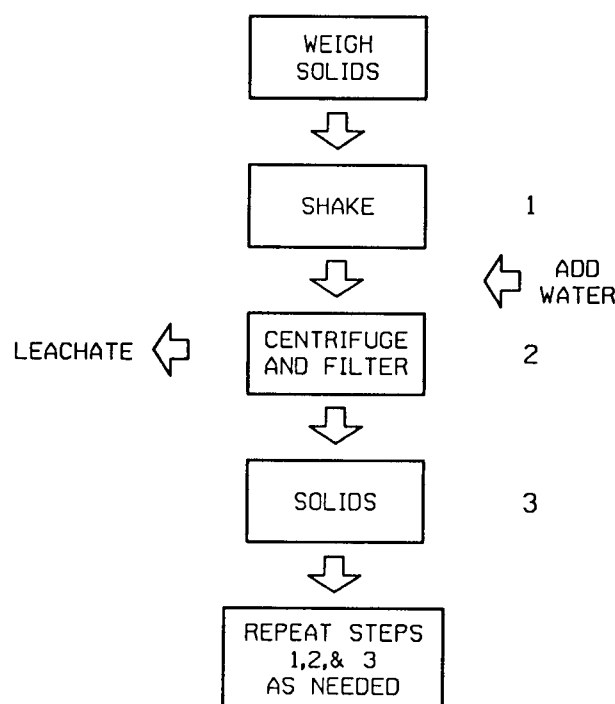 WEIGH
SOLIDS
SHAKE
1
ADD
WATER
LEACHATE
CENTRIFUGE
AND FILTER
2
SOLIDS
3
REPEAT STEPS
1,2,& 3
AS NEEDED